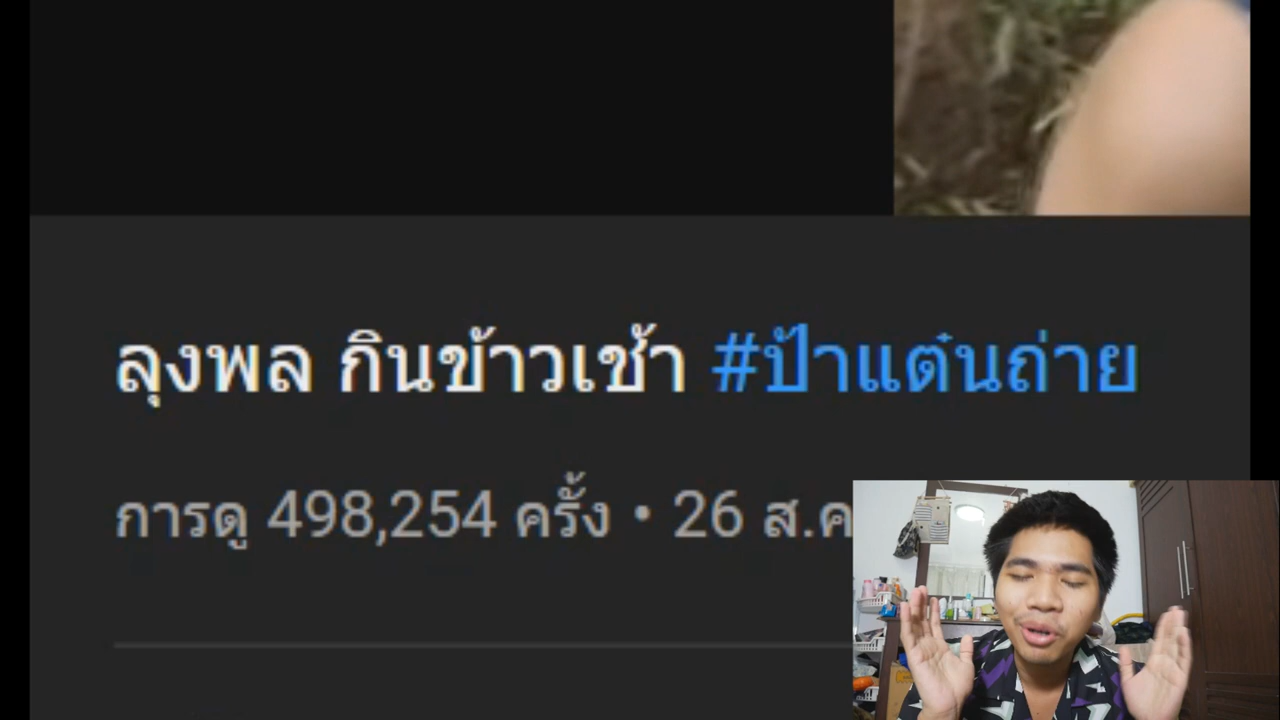 ลุงพล กินข้าวเช้า #ป้าแต๋นถ่าย
การดู 498,254 ครั้ง • 26 ส.ค